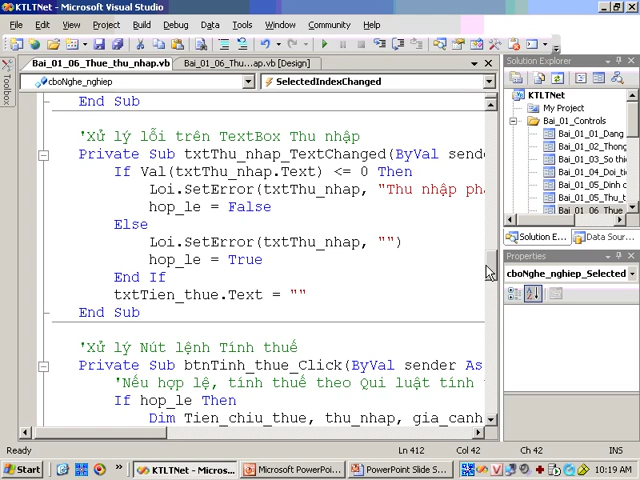 KTLTNet - Microsoft Visual Studio
File Edit View Project Build Debug Data Tools Window Community Help
Bai_01_06_Thue_thu_nhap.vb Bai_01_06_Thu...ap.vb [Design]
cboNghe_nghiep SelectedIndexChanged
Toolbox
End Sub
'Xử lý lỗi trên TextBox Thu nhập
Private Sub txtThu_nhap_TextChanged(ByVal sende
If Val(txtThu_nhap.Text) <= 0 Then
Loi.SetError(txtThu_nhap, "Thu nhập ph
hop_le = False
Else
Loi.SetError(txtThu_nhap, "")
hop_le = True
End If
txtTien_thue.Text = ""
End Sub
'Xử lý Nút lệnh Tính thuế
Private Sub btnTinh_thue_Click(ByVal sender As
'Nếu hợp lệ, tính thuế theo Qui luật tính
If hop_le Then
Dim Tien_chiu_thue, thu_nhap, gia_canh
Solution Explorer
KTLTNet
My Project
Bai_01_Controls
Bai_01_01_Dang
Bai_01_02_Thong
Bai_01_03_So thi
Bai_01_04_Doi_ti
Bai_01_05_Dinh c
Bai_01_05_Thu_t
Bai_01_06_Thue
Solution E... Data Sour...
Properties
cboNghe_nghiep_Selected
Ready Ln 412 Col 42 Ch 42 INS
Start KTLTNet - Micros... Microsoft PowerPoi... PowerPoint Slide S... 10:19 AM